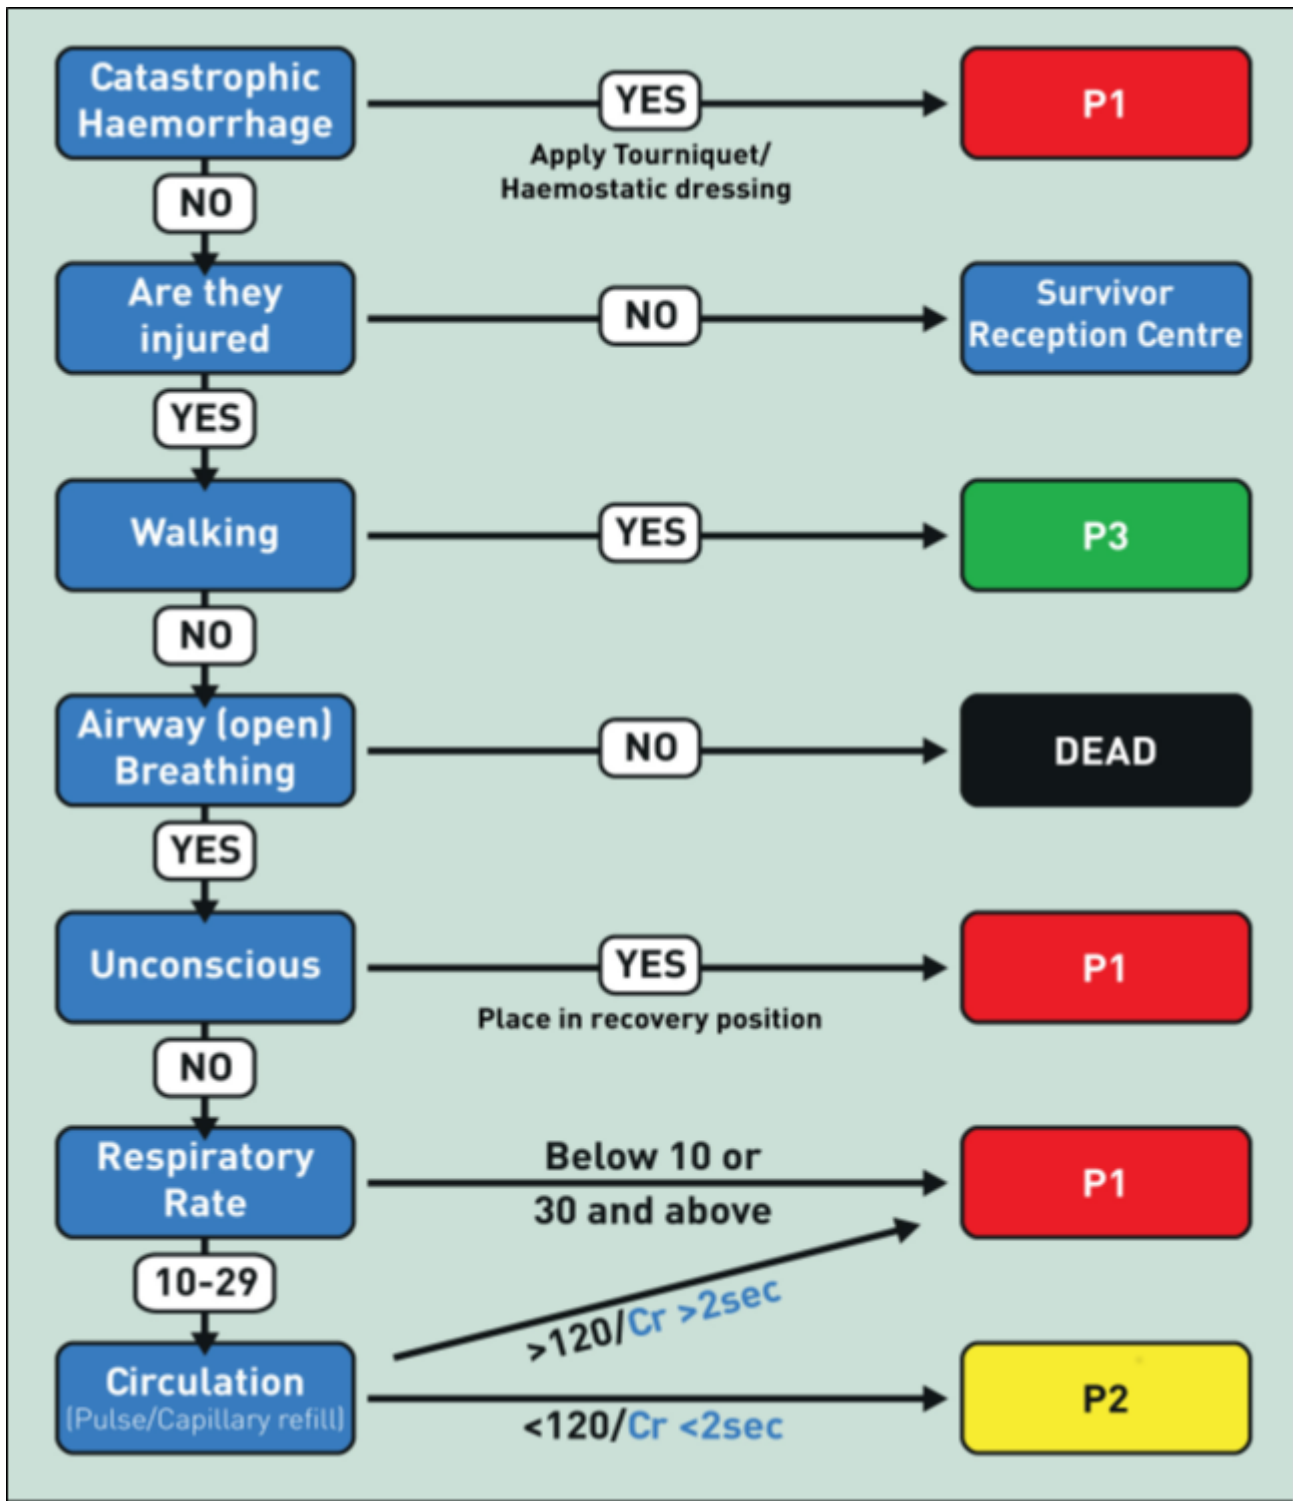 Catastrophic
Haemorrhage
YES
P1
Apply Tourniquet/
Haemostatic dressing
NO
Are they
injured
NO
Survivor
Reception Centre
YES
Walking
YES
P3
NO
Airway (open)
Breathing
NO
DEAD
YES
Unconscious
YES
P1
Place in recovery position
NO
Respiratory
Rate
Below 10 or
30 and above
P1
10-29
>120/Cr >2sec
Circulation
(Pulse/Capillary refill)
<120/Cr <2sec
P2